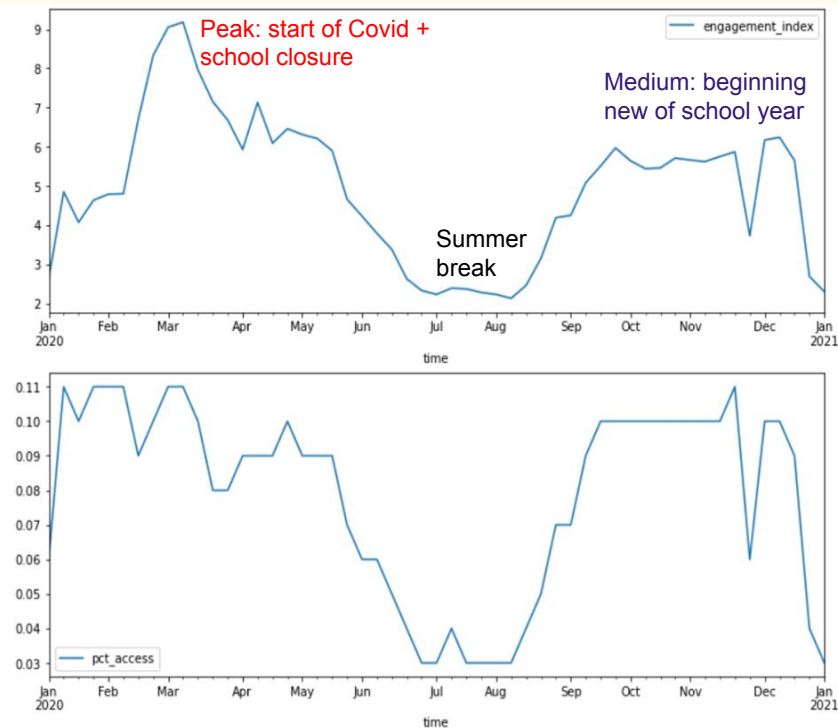 Peak: start of Covid +
school closure
engagement_index
Medium: beginning
new of school year
Summer
break
9
8
7
6
5
4
3
2
Jan
2020
Feb
Mar
Apr
May
Jun
Jul
Aug
Sep
Oct
Nov
Dec
Jan
2021
time
0.11
0.10
0.09
0.08
0.07
0.06
0.05
0.04
0.03
pct_access
Jan
2020
Feb
Mar
Apr
May
Jun
Jul
Aug
Sep
Oct
Nov
Dec
Jan
2021
time